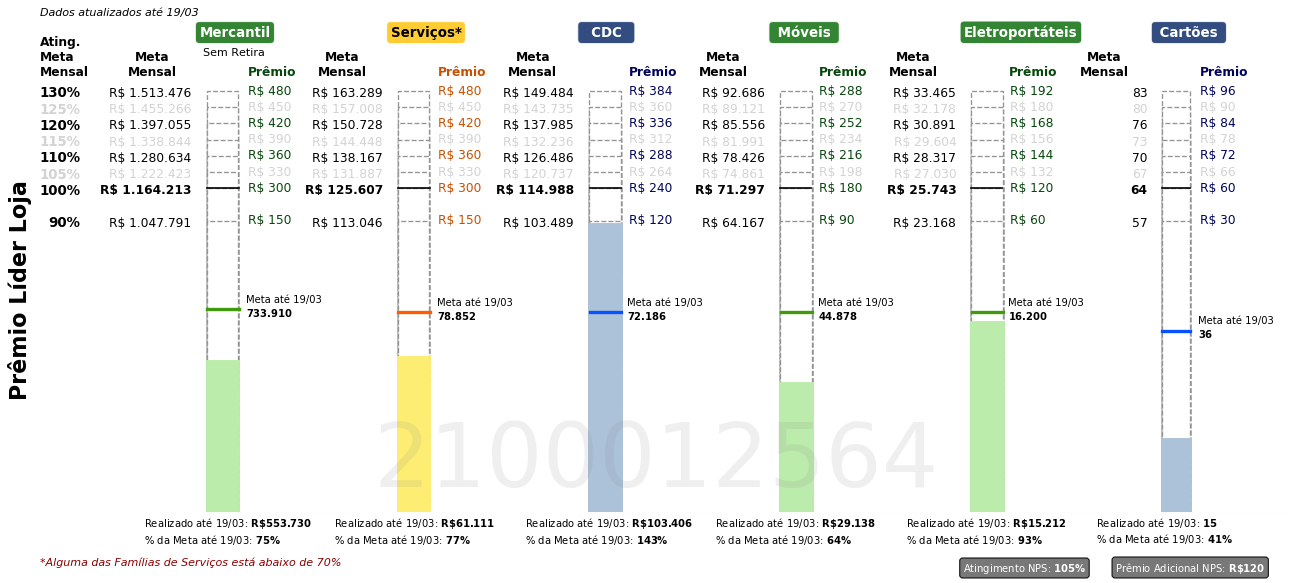 Dados atualizados até 19/03
Mercantil Serviços* CDC Móveis Eletroportáteis Cartões
Sem Retira
Ating. Meta Mensal
Meta Mensal Prêmio Meta Mensal Prêmio Meta Mensal Prêmio Meta Mensal Prêmio Meta Mensal Prêmio Meta Mensal Prêmio
130% R$ 1.513.476 R$ 480 R$ 163.289 R$ 480 R$ 149.484 R$ 384 R$ 92.686 R$ 288 R$ 33.465 R$ 192 83 R$ 96
125% R$ 1.455.266 R$ 450 R$ 157.008 R$ 450 R$ 143.735 R$ 360 R$ 89.121 R$ 270 R$ 32.178 R$ 180 80 R$ 90
120% R$ 1.397.055 R$ 420 R$ 150.728 R$ 420 R$ 137.985 R$ 336 R$ 85.556 R$ 252 R$ 30.891 R$ 168 76 R$ 84
115% R$ 1.338.844 R$ 390 R$ 144.448 R$ 390 R$ 132.236 R$ 312 R$ 81.991 R$ 234 R$ 29.604 R$ 156 73 R$ 78
110% R$ 1.280.634 R$ 360 R$ 138.167 R$ 360 R$ 126.486 R$ 288 R$ 78.426 R$ 216 R$ 28.317 R$ 144 70 R$ 72
105% R$ 1.222.423 R$ 330 R$ 131.887 R$ 330 R$ 120.737 R$ 264 R$ 74.861 R$ 198 R$ 27.030 R$ 132 67 R$ 66
100% R$ 1.164.213 R$ 300 R$ 125.607 R$ 300 R$ 114.988 R$ 240 R$ 71.297 R$ 180 R$ 25.743 R$ 120 64 R$ 60
90% R$ 1.047.791 R$ 150 R$ 113.046 R$ 150 R$ 103.489 R$ 120 R$ 64.167 R$ 90 R$ 23.168 R$ 60 57 R$ 30
Prêmio Líder Loja
Meta até 19/03 Meta até 19/03 Meta até 19/03 Meta até 19/03 Meta até 19/03 Meta até 19/03
733.910 78.852 72.186 44.878 16.200 36
2100012564
Realizado até 19/03: R$553.730 Realizado até 19/03: R$61.111 Realizado até 19/03: R$103.406 Realizado até 19/03: R$29.138 Realizado até 19/03: R$15.212 Realizado até 19/03: 15
% da Meta até 19/03: 75% % da Meta até 19/03: 77% % da Meta até 19/03: 143% % da Meta até 19/03: 64% % da Meta até 19/03: 93% % da Meta até 19/03: 41%
*Alguma das Famílias de Serviços está abaixo de 70%
Atingimento NPS: 105% Prêmio Adicional NPS: R$120